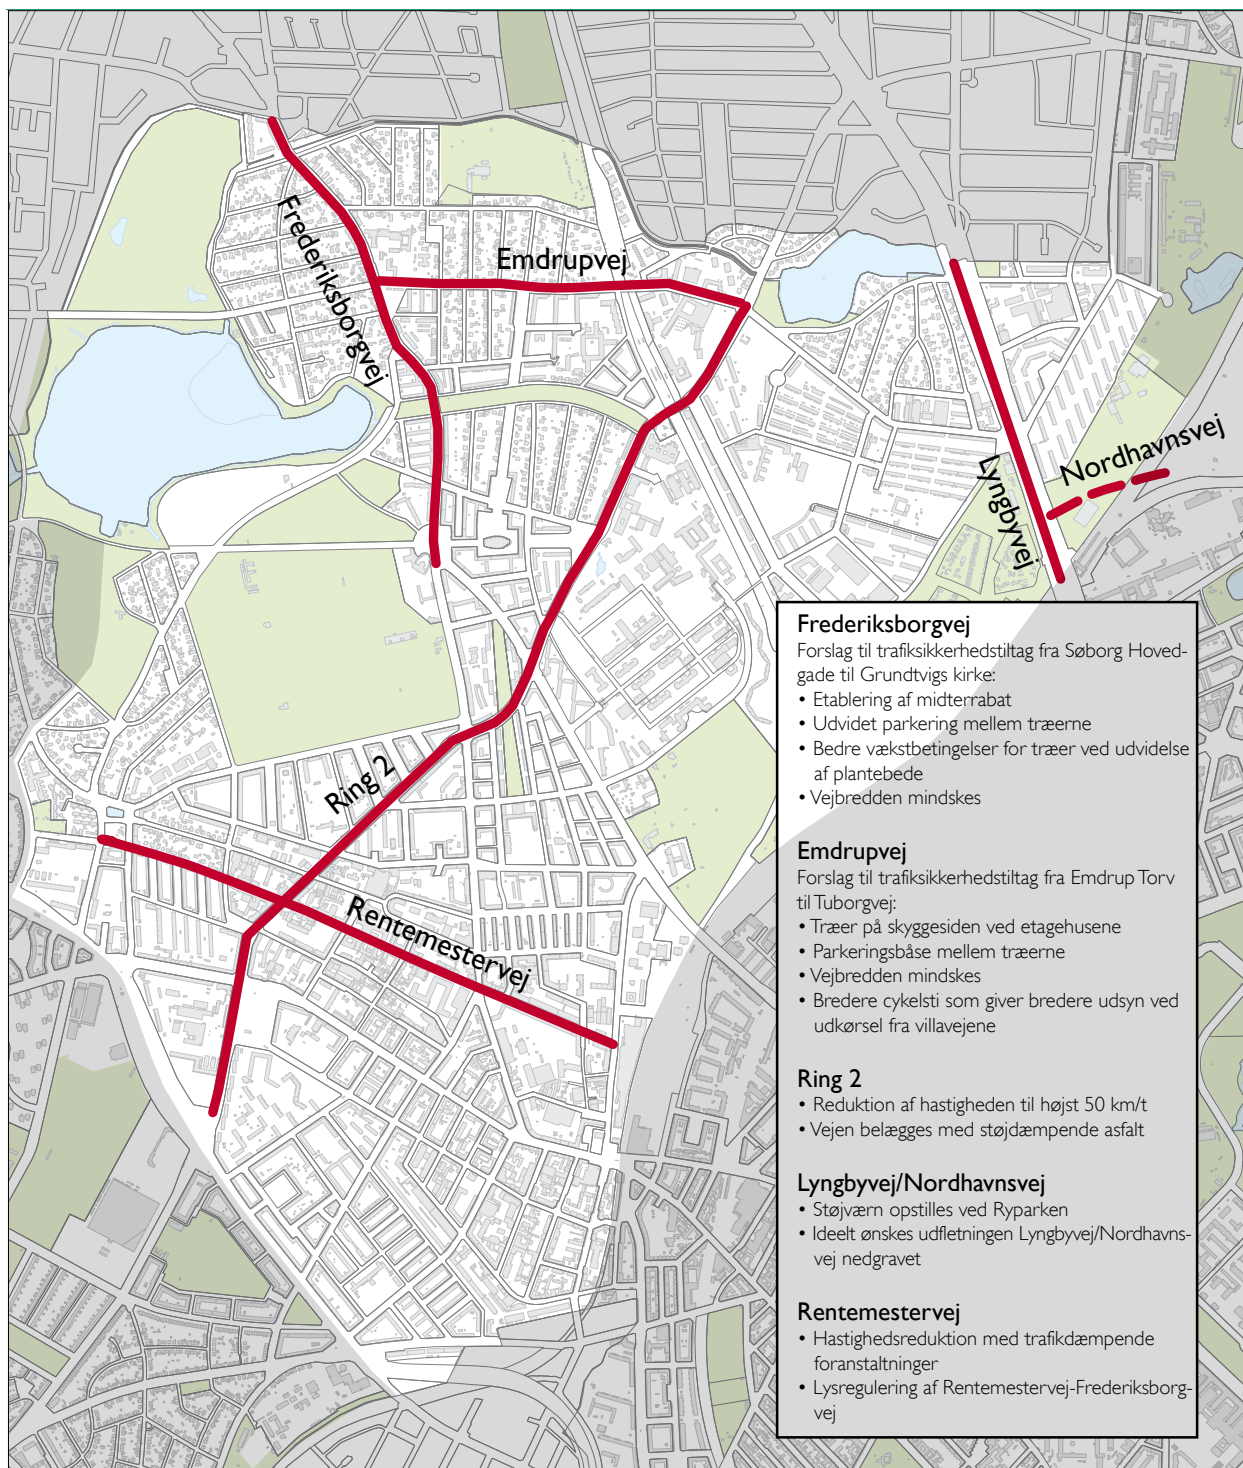 Frederiksborgvej
Emdrupvej
Lyngbyvej
Nordhavnsvej
Ring 2
Rentemestervej
Frederiksborgvej
Forslag til trafiksikkerhedstiltag fra Søborg Hoved-
gade til Grundtvigs kirke:
• Etablering af midterrabat
• Udvidet parkering mellem træerne
• Bedre vækstbetingelser for træer ved udvidelse
af plantebede
• Vejbredden mindskes
Emdrupvej
Forslag til trafiksikkerhedstiltag fra Emdrup Torv
til Tuborgvej:
• Træer på skyggesiden ved etagehusene
• Parkeringsbåse mellem træerne
• Vejbredden mindskes
• Bredere cykelsti som giver bredere udsyn ved
udkørsel fra villavejene
Ring 2
• Reduktion af hastigheden til højst 50 km/t
• Vejen belægges med støjdæmpende asfalt
Lyngbyvej/Nordhavnsvej
• Støjværn opstilles ved Ryparken
• Ideelt ønskes udfletningen Lyngbyvej/Nordhavns-
vej nedgravet
Rentemestervej
• Hastighedsreduktion med trafikdæmpende
foranstaltninger
• Lysregulering af Rentemestervej-Frederiksborg-
vej